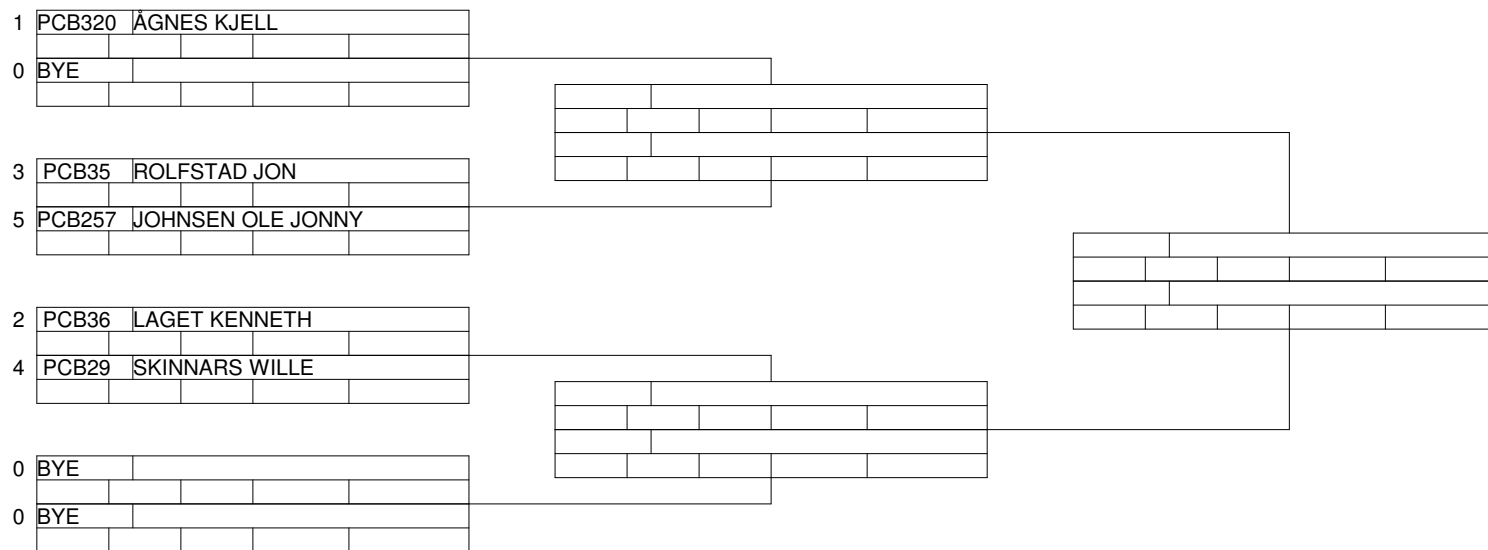 1 PCB320 ÅGNES KJELL
0 BYE
3 PCB35 ROLFSTAD JON
5 PCB257 JOHNSEN OLE JONNY
2 PCB36 LAGET KENNETH
4 PCB29 SKINNARS WILLE
0 BYE
0 BYE